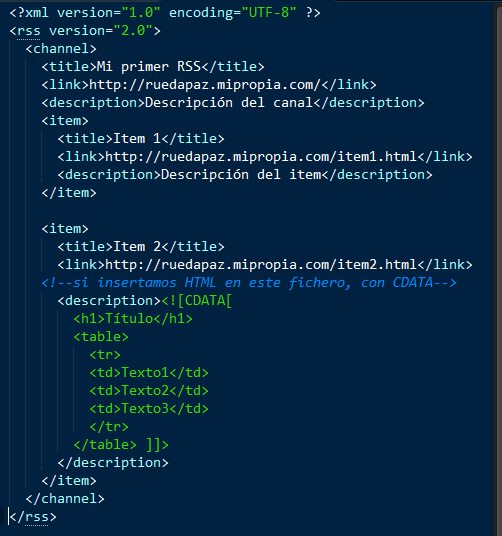 <?xml version="1.0" encoding="UTF-8" ?>
<rss version="2.0">
<channel>
<title>Mi primer RSS</title>
<link>http://ruedapaz.mipropia.com/</link>
<description>Descripción del canal</description>
<item>
<title>Item 1</title>
<link>http://ruedapaz.mipropia.com/item1.html</link>
<description>Descripción del item</description>
</item>
<item>
<title>Item 2</title>
<link>http://ruedapaz.mipropia.com/item2.html</link>
<!--si insertamos HTML en este fichero, con CDATA-->
<description><![CDATA[
<h1>Título</h1>
<table>
<tr>
<td>Texto1</td>
<td>Texto2</td>
<td>Texto3</td>
</tr>
</table> ]]>
</description>
</item>
</channel>
</rss>